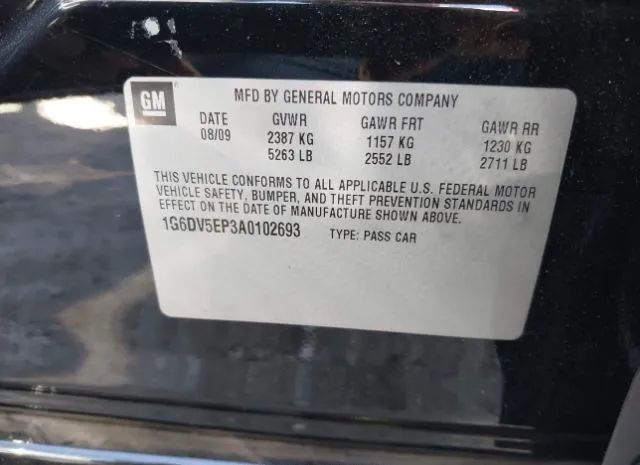 GM MFD BY GENERAL MOTORS COMPANY
DATE GVWR GAWR FRT GAWR RR
08/09 2387 KG 1157 KG 1230 KG
5263 LB 2552 LB 2711 LB
THIS VEHICLE CONFORMS TO ALL APPLICABLE U.S. FEDERAL MOTOR
VEHICLE SAFETY, BUMPER, AND THEFT PREVENTION STANDARDS IN
EFFECT ON THE DATE OF MANUFACTURE SHOWN ABOVE.
1G6DV5EP3A0102693 TYPE: PASS CAR